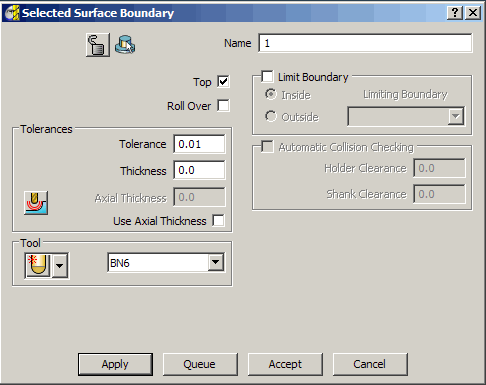 Selected Surface Boundary
Name 1
Top
Roll Over
Limit Boundary
Inside
Limiting Boundary
Outside
Tolerances
Tolerance 0.01
Thickness 0.0
Axial Thickness 0.0
Use Axial Thickness
Automatic Collision Checking
Holder Clearance 0.0
Shank Clearance 0.0
Tool
BN6
Apply
Queue
Accept
Cancel